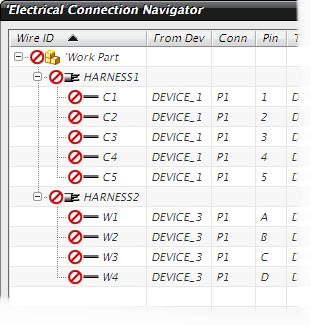 'Electrical Connection Navigator
Wire ID From Dev Conn Pin T
'Work Part
HARNESS1
C1 DEVICE_1 P1 1 D
C2 DEVICE_1 P1 2 D
C3 DEVICE_1 P1 3 D
C4 DEVICE_1 P1 4 D
C5 DEVICE_1 P1 5 D
HARNESS2
W1 DEVICE_3 P1 A D
W2 DEVICE_3 P1 B D
W3 DEVICE_3 P1 C D
W4 DEVICE_3 P1 D D